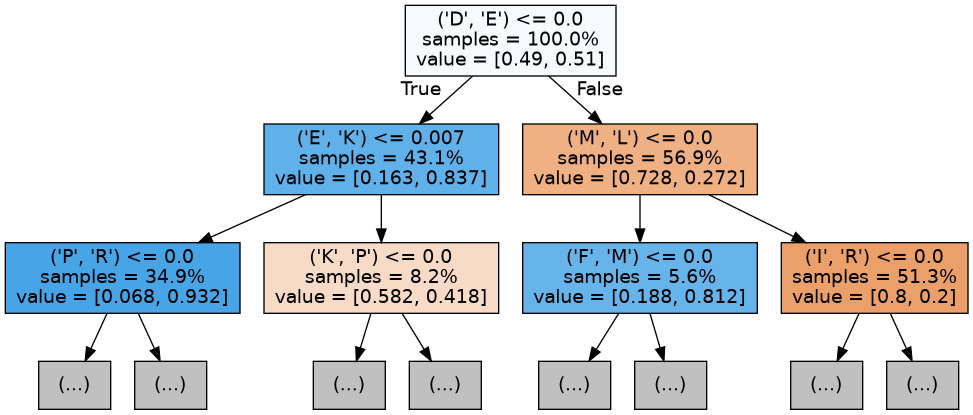 ('D', 'E') <= 0.0
samples = 100.0%
value = [0.49, 0.51]
True
False
('E', 'K') <= 0.007
samples = 43.1%
value = [0.163, 0.837]
('M', 'L') <= 0.0
samples = 56.9%
value = [0.728, 0.272]
('P', 'R') <= 0.0
samples = 34.9%
value = [0.068, 0.932]
('K', 'P') <= 0.0
samples = 8.2%
value = [0.582, 0.418]
('F', 'M') <= 0.0
samples = 5.6%
value = [0.188, 0.812]
('I', 'R') <= 0.0
samples = 51.3%
value = [0.8, 0.2]
(...)
(...)
(...)
(...)
(...)
(...)
(...)
(...)